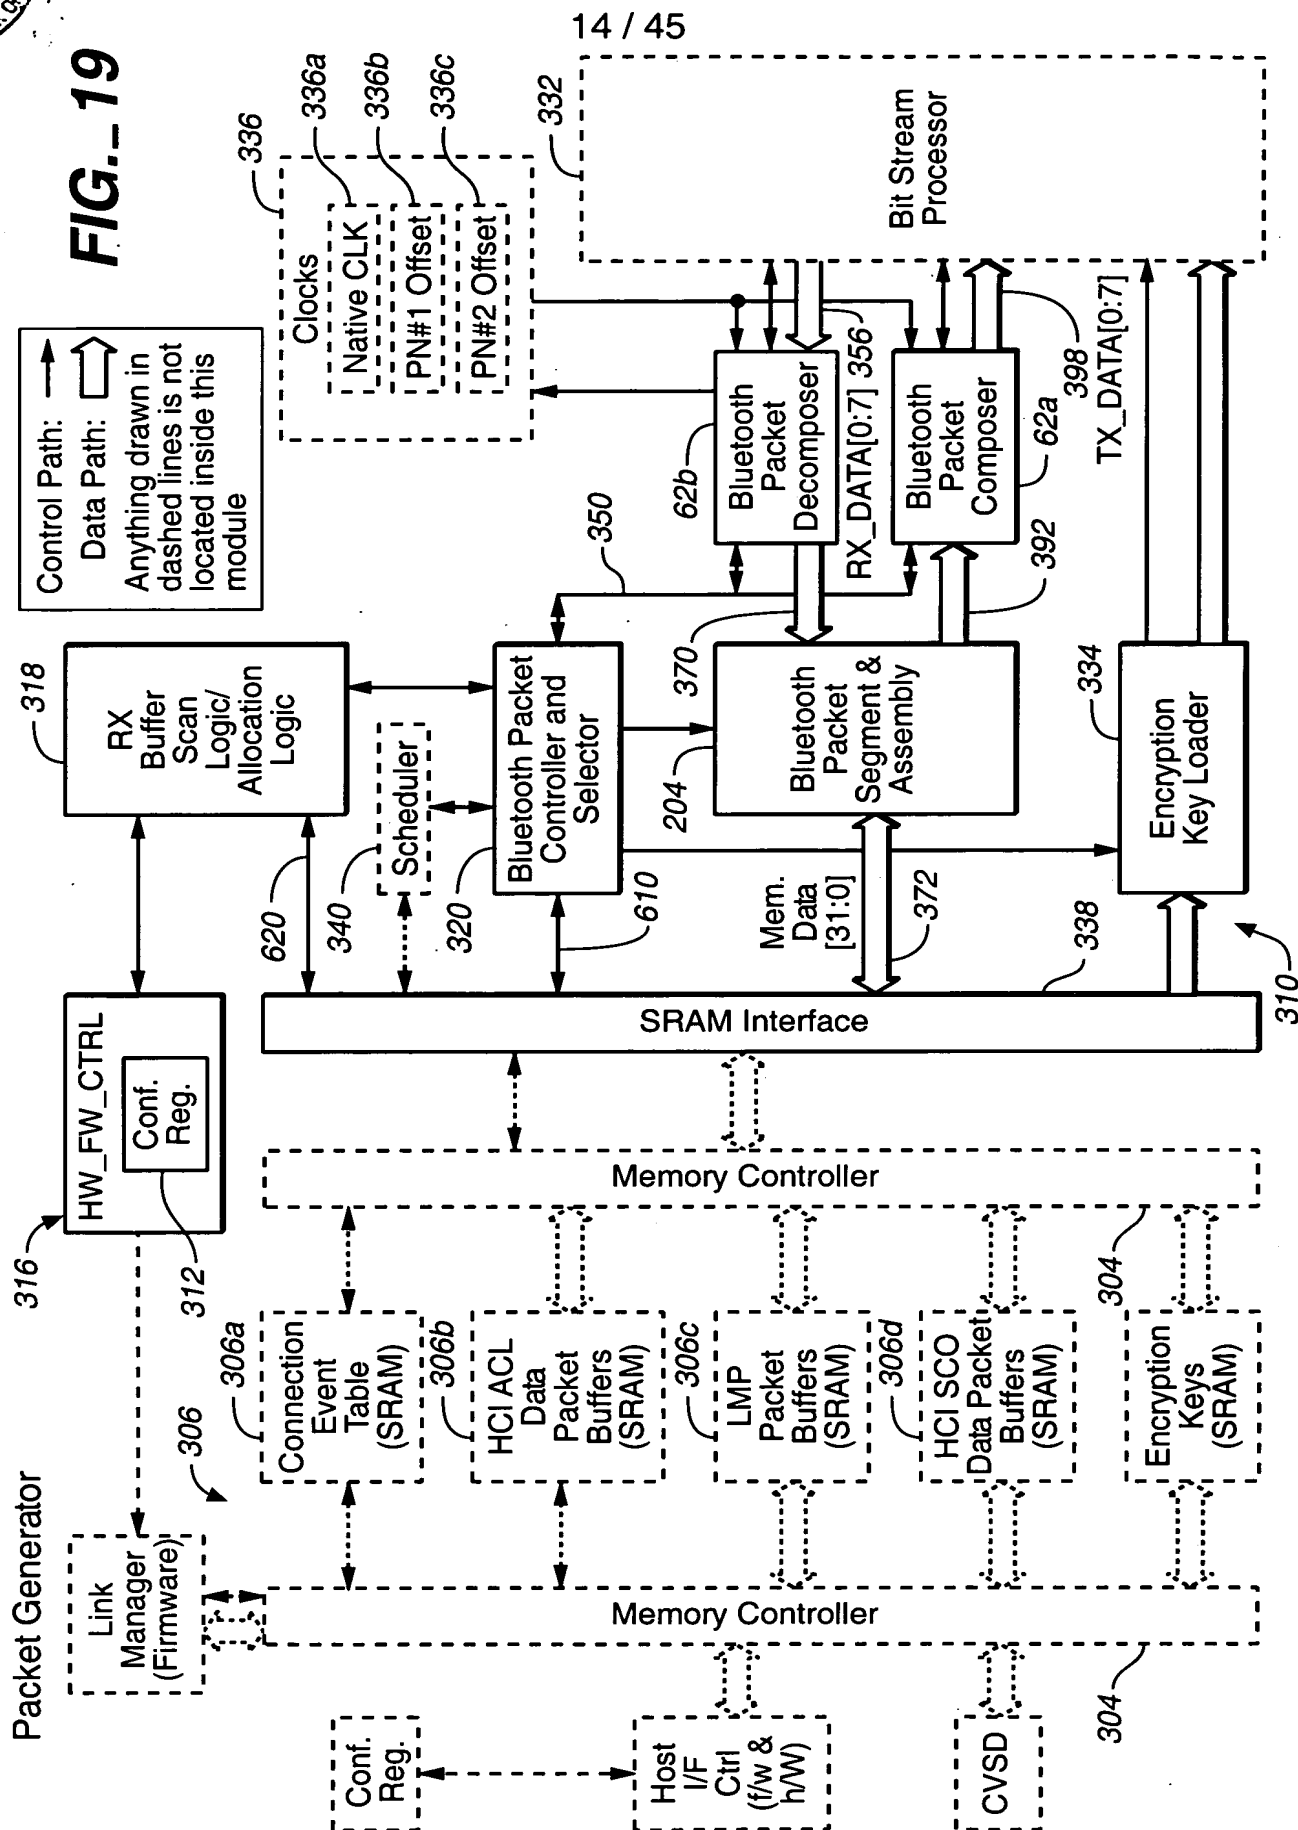 14 / 45
FIG._19
Packet Generator
Control Path:
Data Path:
Anything drawn in
dashed lines is not
located inside this
module
336
Clocks
Native CLK
PN#1 Offset
PN#2 Offset
336a
336b
336c
332
Bit Stream
Processor
318
RX
Buffer
Scan
Logic/
Allocation
Logic
620
340
Scheduler
320
Bluetooth Packet
Controller and
Selector
610
350
62b
Bluetooth
Packet
Decomposer
RX_DATA[0:7]
356
370
Bluetooth
Packet
Composer
62a
398
392
TX_DATA[0:7]
204
Bluetooth
Packet
Segment &
Assembly
Mem.
Data
[31:0]
372
334
Encryption
Key Loader
310
338
SRAM Interface
316
HW_FW_CTRL
Conf.
Reg.
312
Memory Controller
304
306
306a
Connection
Event
Table
(SRAM)
306b
HCI ACL
Data
Packet
Buffers
(SRAM)
306c
LMP
Packet
Buffers
(SRAM)
306d
HCI SCO
Data Packet
Buffers
(SRAM)
Encryption
Keys
(SRAM)
Link
Manager
(Firmware)
Memory Controller
304
Conf.
Reg.
Host
I/F
Ctrl
(f/w &
h/W)
CVSD